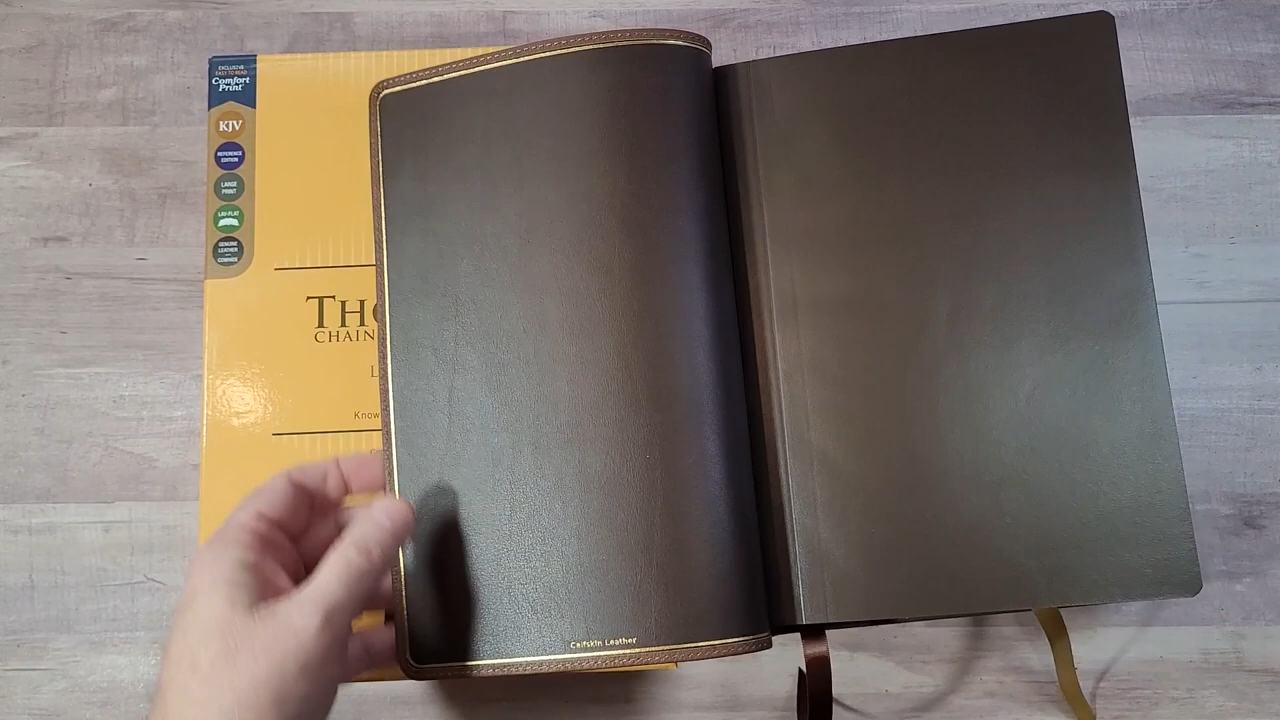 EXCLUSIVE
EASY TO READ
Comfort
Print®
KJV
REFERENCE
EDITION
LARGE
PRINT
LAY-FLAT
GENUINE
LEATHER
COWHIDE
THO
CHAIN
L
Know
Calfskin Leather